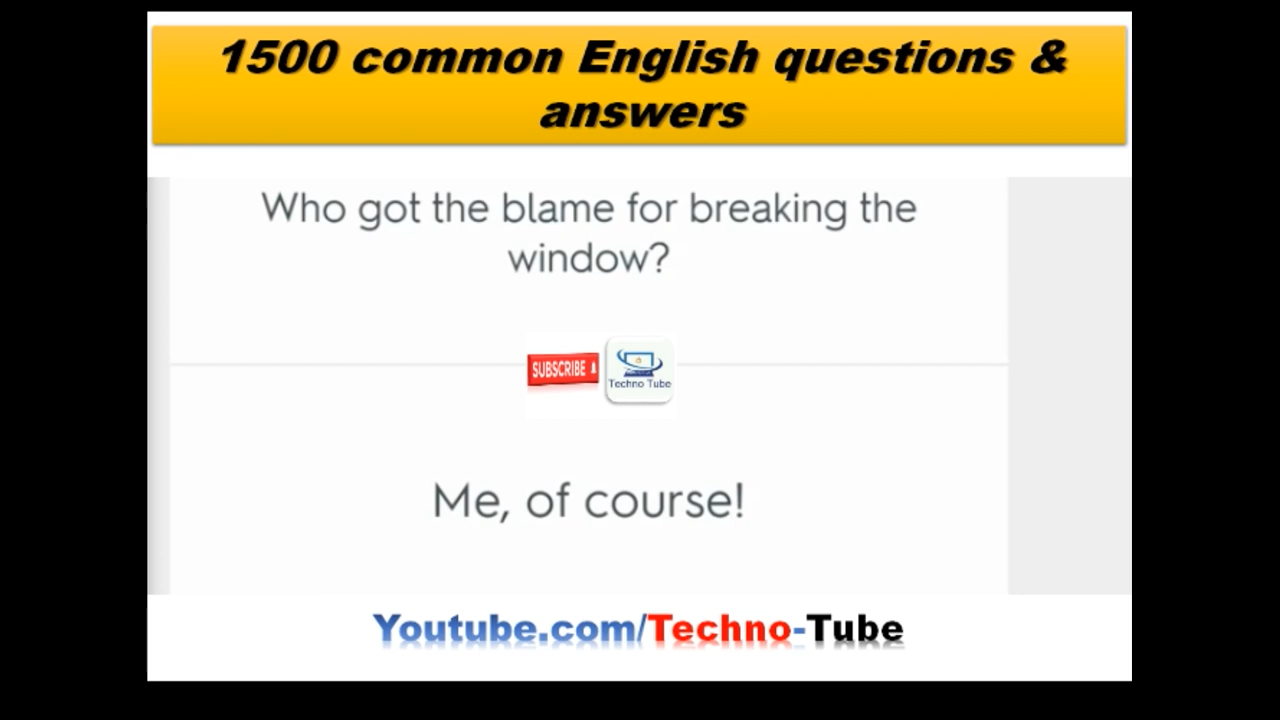 1500 common English questions &
answers
Who got the blame for breaking the
window?
SUBSCRIBE
Techno Tube
Me, of course!
Youtube.com/Techno-Tube